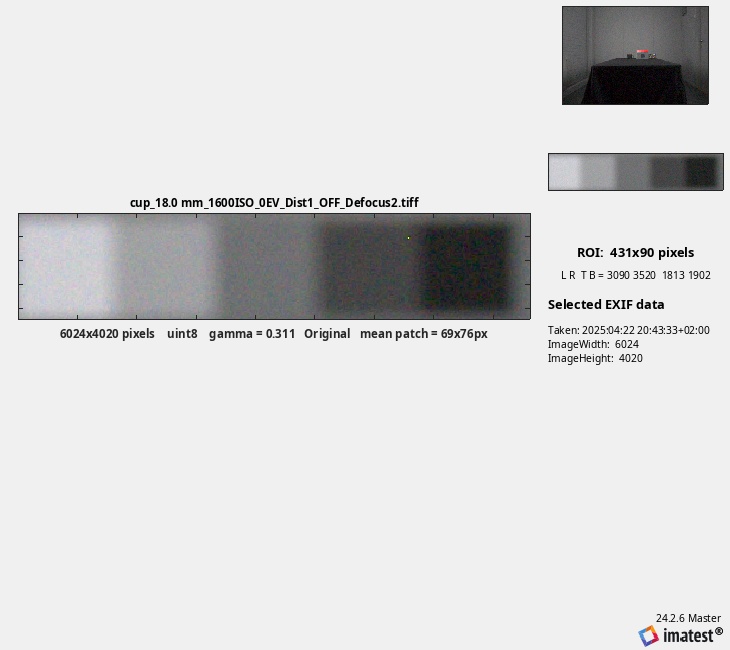 cup_18.0 mm_1600ISO_0EV_Dist1_OFF_Defocus2.tiff
6024x4020 pixels    uint8    gamma = 0.311   Original   mean patch = 69x76px
ROI:  431x90 pixels
L R  T B = 3090 3520  1813 1902
Selected EXIF data
Taken: 2025:04:22 20:43:33+02:00
ImageWidth:  6024
ImageHeight:  4020
24.2.6 Master
imatest®